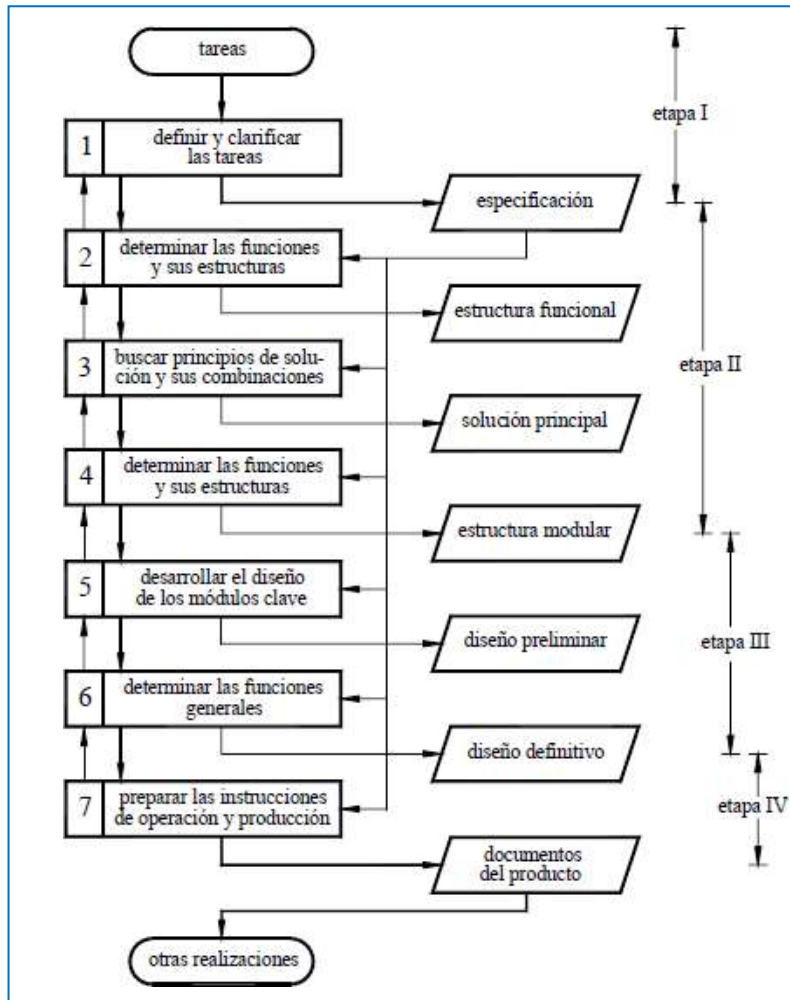 tareas
etapa I
1
definir y clarificar
las tareas
especificación
2
determinar las funciones
y sus estructuras
estructura funcional
etapa II
3
buscar principios de solu-
ción y sus combinaciones
solución principal
4
determinar las funciones
y sus estructuras
estructura modular
5
desarrollar el diseño
de los módulos clave
diseño preliminar
etapa III
6
determinar las funciones
generales
diseño definitivo
7
preparar las instrucciones
de operación y producción
etapa IV
documentos
del producto
otras realizaciones